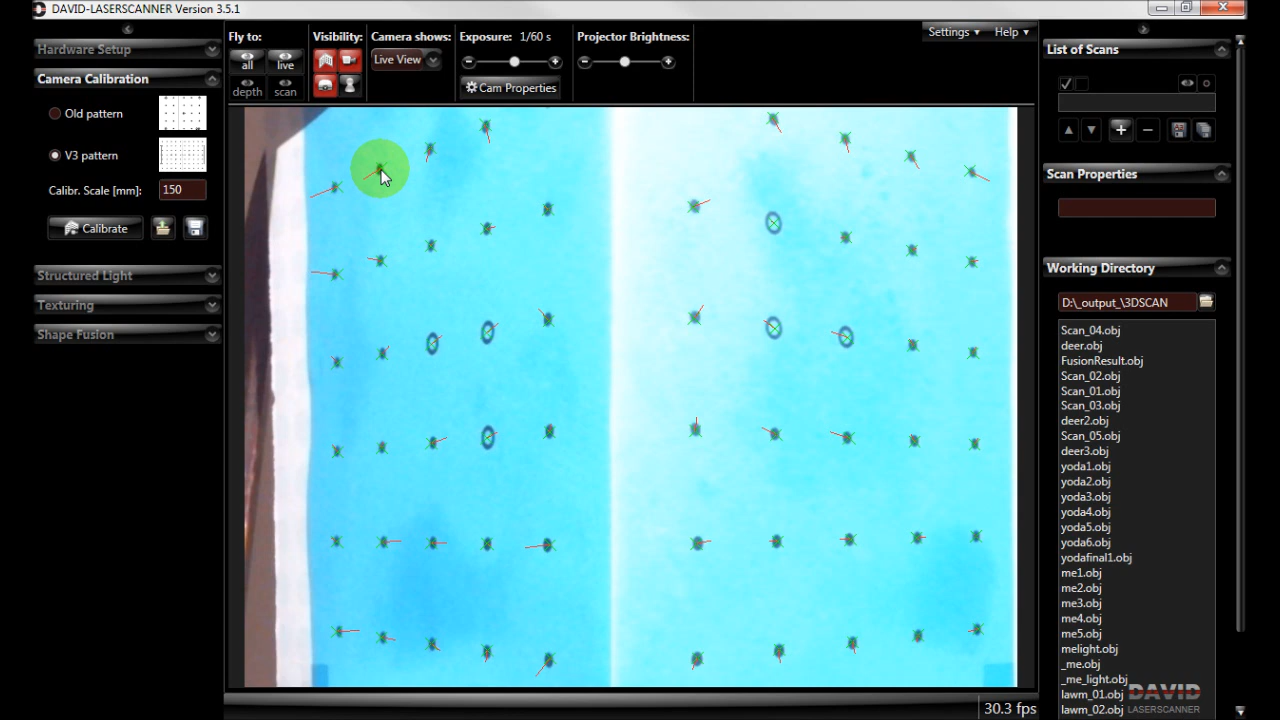 DAVID-LASERSCANNER Version 3.5.1
Hardware Setup
Camera Calibration
Old pattern
V3 pattern
Calibr. Scale [mm]: 150
Calibrate
Structured Light
Texturing
Shape Fusion
Fly to:
all live
depth scan
Visibility:
Camera shows:
Live View
Exposure: 1/60 s
Cam Properties
Projector Brightness:
Settings Help
List of Scans
Scan Properties
Working Directory
D:\_output_\3DSCAN
Scan_04.obj
deer.obj
FusionResult.obj
Scan_02.obj
Scan_01.obj
Scan_03.obj
deer2.obj
Scan_05.obj
deer3.obj
yoda1.obj
yoda2.obj
yoda3.obj
yoda4.obj
yoda5.obj
yoda6.obj
yodafinal1.obj
me1.obj
me2.obj
me3.obj
me4.obj
me5.obj
melight.obj
_me.obj
_me_light.obj
lawm_01.obj
lawm_02.obj
DAVID
LASERSCANNER
30.3 fps